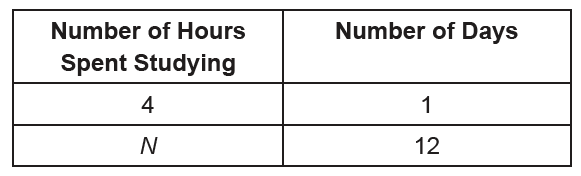 Number of Hours
Spent Studying
Number of Days
4
1
N
12